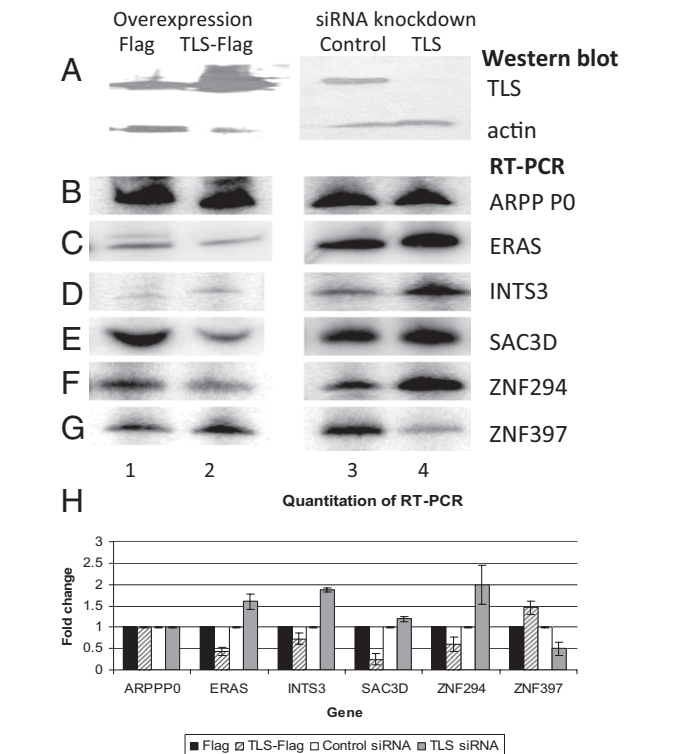 Overexpression siRNA knockdown
Flag TLS-Flag Control TLS
Western blot
A TLS
actin
RT-PCR
B ARPP P0
C ERAS
D INTS3
E SAC3D
F ZNF294
G ZNF397
1 2 3 4
H Quantitation of RT-PCR
3
2.5
2
1.5
1
0.5
0
Fold change
ARPPP0 ERAS INTS3 SAC3D ZNF294 ZNF397
Gene
Flag TLS-Flag Control siRNA TLS siRNA